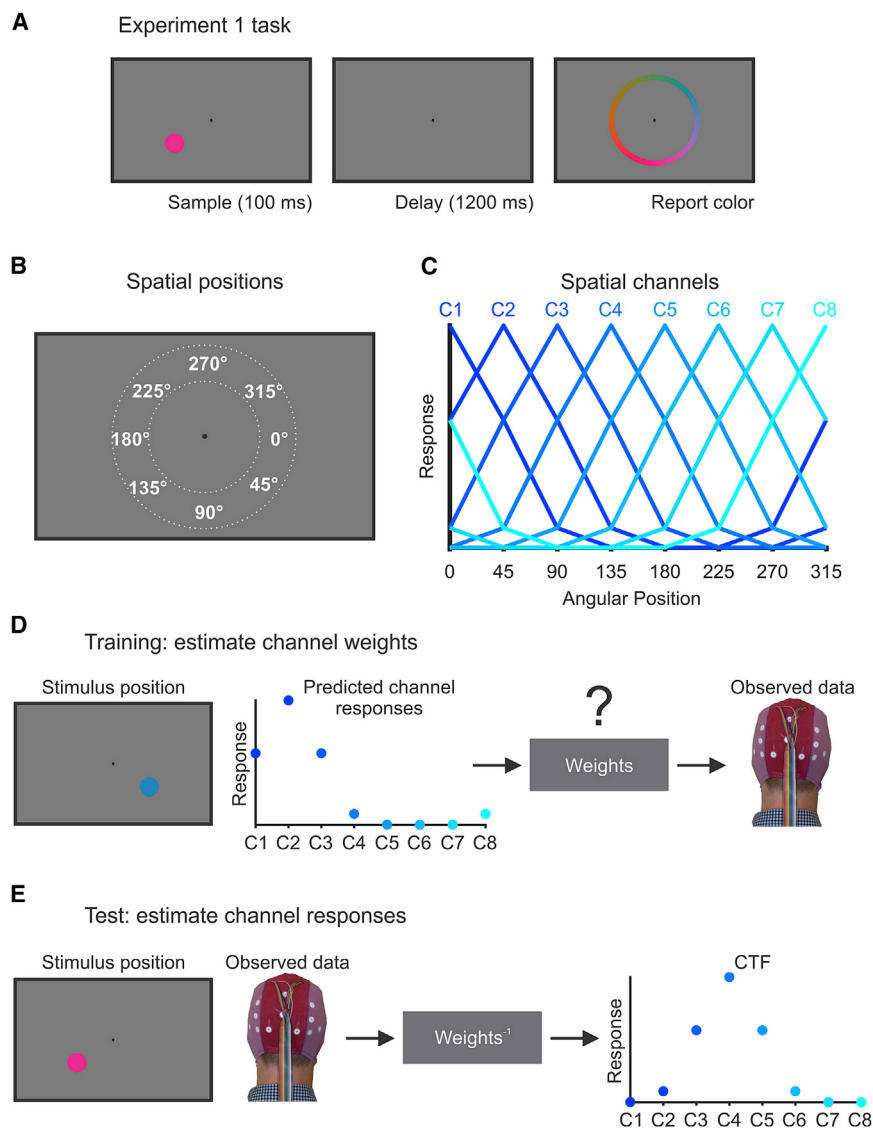 A
Experiment 1 task
Sample (100 ms)
Delay (1200 ms)
Report color
B
Spatial positions
270°
225°
315°
180°
0°
135°
45°
90°
C
Spatial channels
C1 C2 C3 C4 C5 C6 C7 C8
Response
0 45 90 135 180 225 270 315
Angular Position
D
Training: estimate channel weights
Stimulus position
Predicted channel
responses
Response
C1 C2 C3 C4 C5 C6 C7 C8
?
Weights
Observed data
E
Test: estimate channel responses
Stimulus position
Observed data
Weights⁻¹
CTF
Response
C1 C2 C3 C4 C5 C6 C7 C8